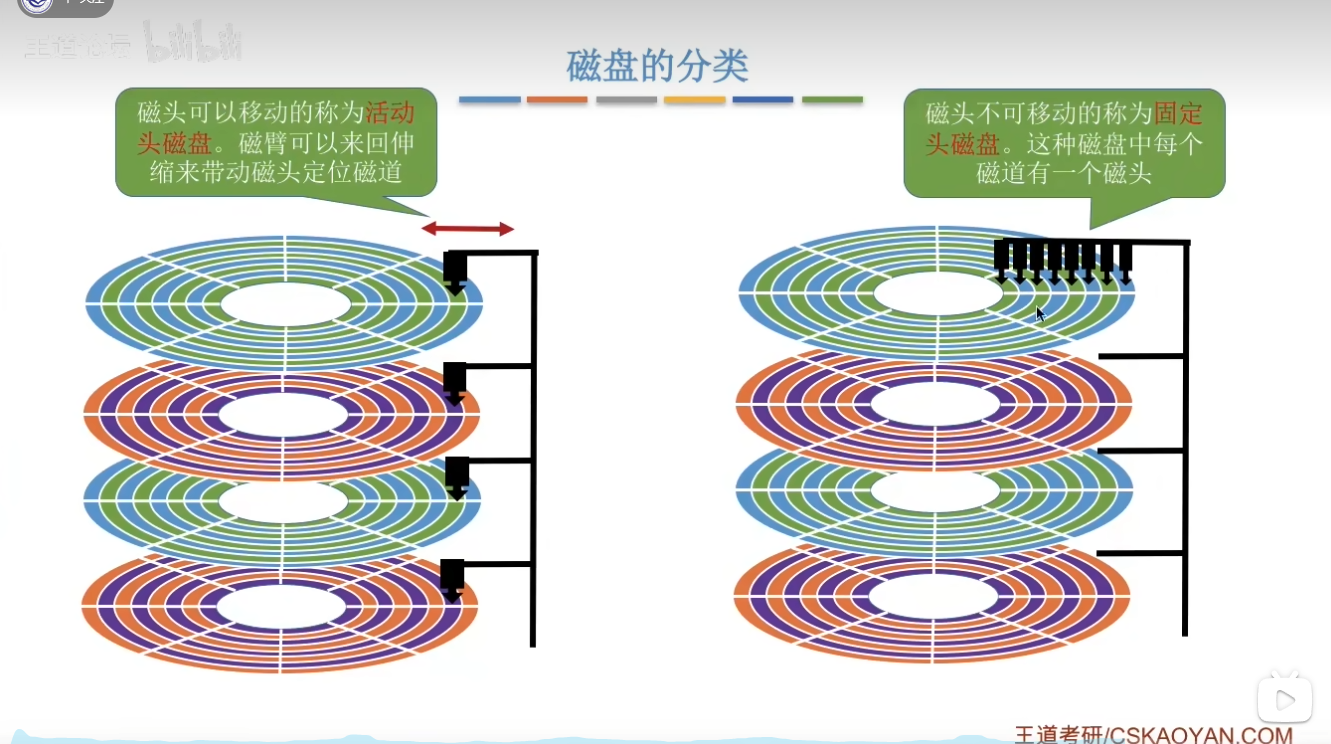 王道论坛 bilibili
磁盘的分类
磁头可以移动的称为活动
头磁盘。磁臂可以来回伸
缩来带动磁头定位磁道
磁头不可移动的称为固定
头磁盘。这种磁盘中每个
磁道有一个磁头
王道考研/CSKAOYAN.COM